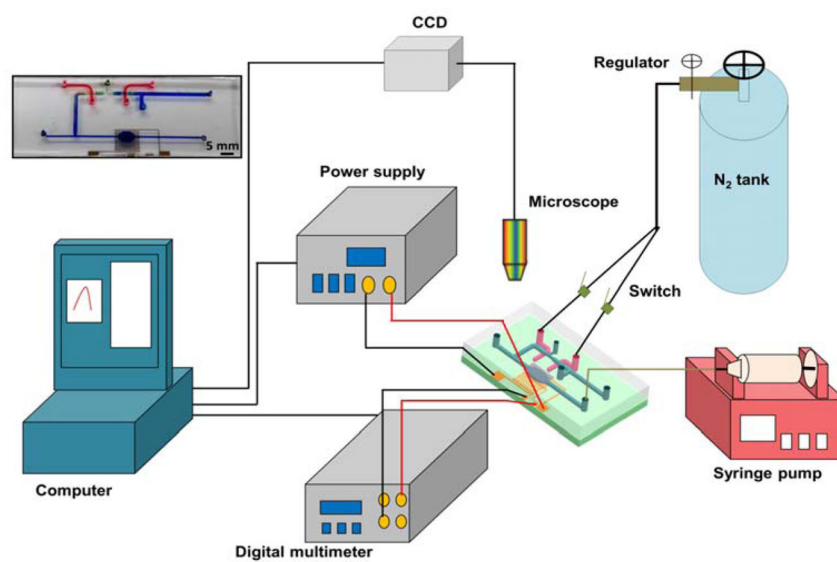 CCD
Regulator
5 mm
Power supply
N₂ tank
Microscope
Switch
Computer
Syringe pump
Digital multimeter